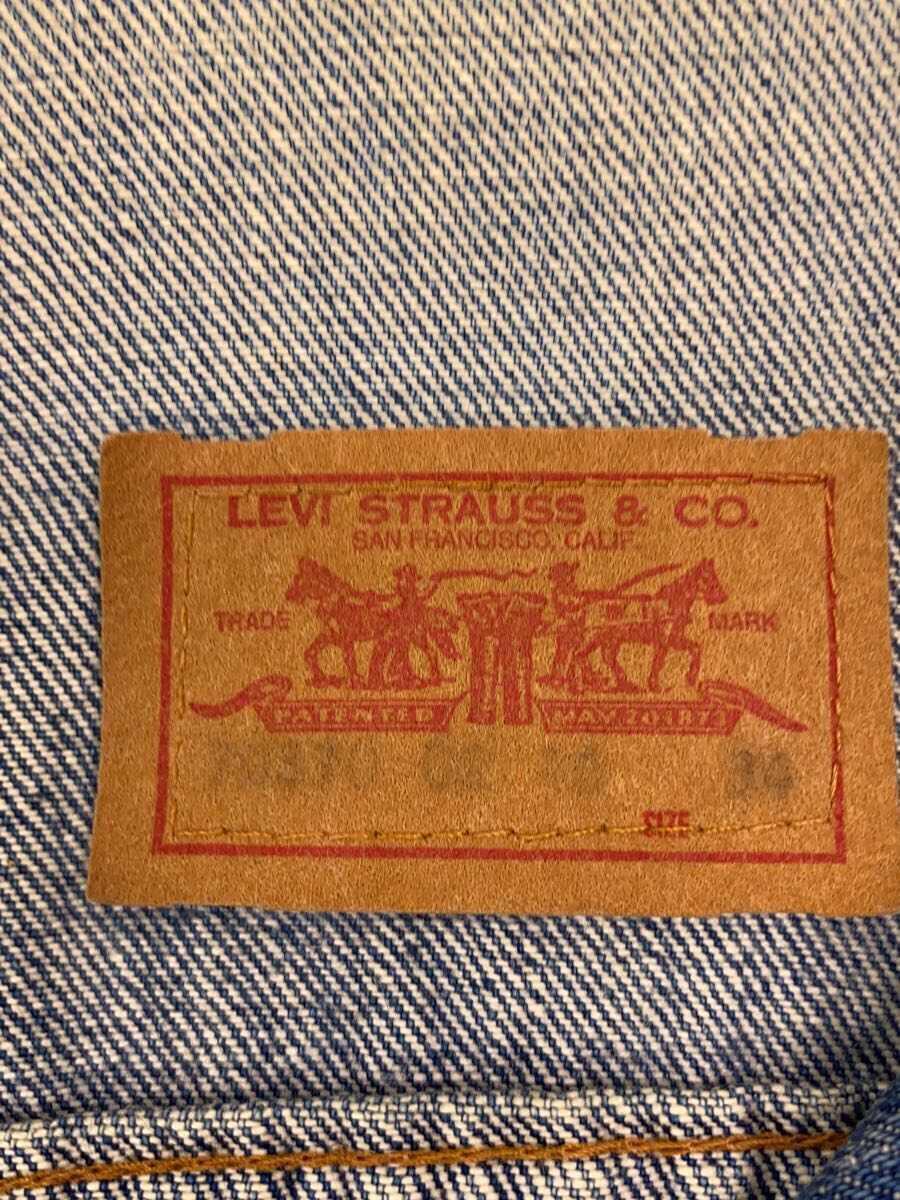 LEVI STRAUSS & CO.
SAN FRANCISCO, CALIF.
TRADE MARK
PATENTED MAY 20 1873
SIZE